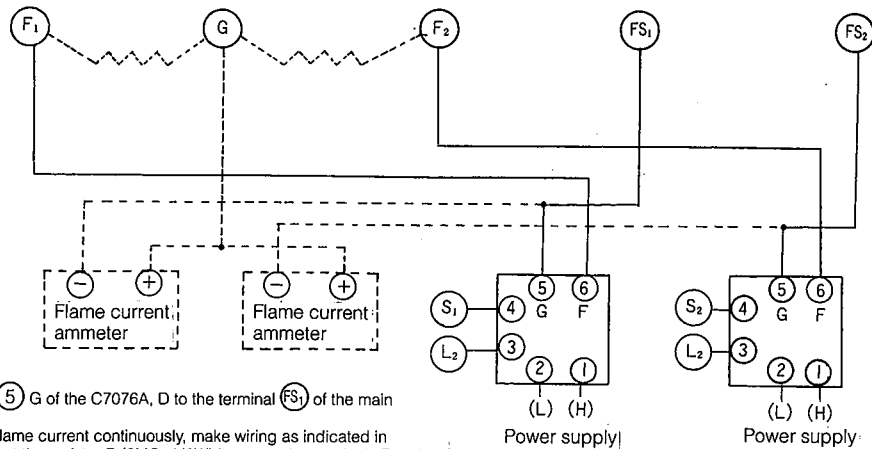 F₁ G F₂ FS₁ FS₂
− + − +
Flame current Flame current
ammeter ammeter
5 6 5 6
S₁ 4 G F S₂ 4 G F
L₂ 3 L₂ 3
2 1 2 1
(L) (H) (L) (H)
Power supply Power supply
5 G of the C7076A, D to the terminal FS₁ of the main
lame current continuously, make wiring as indicated in